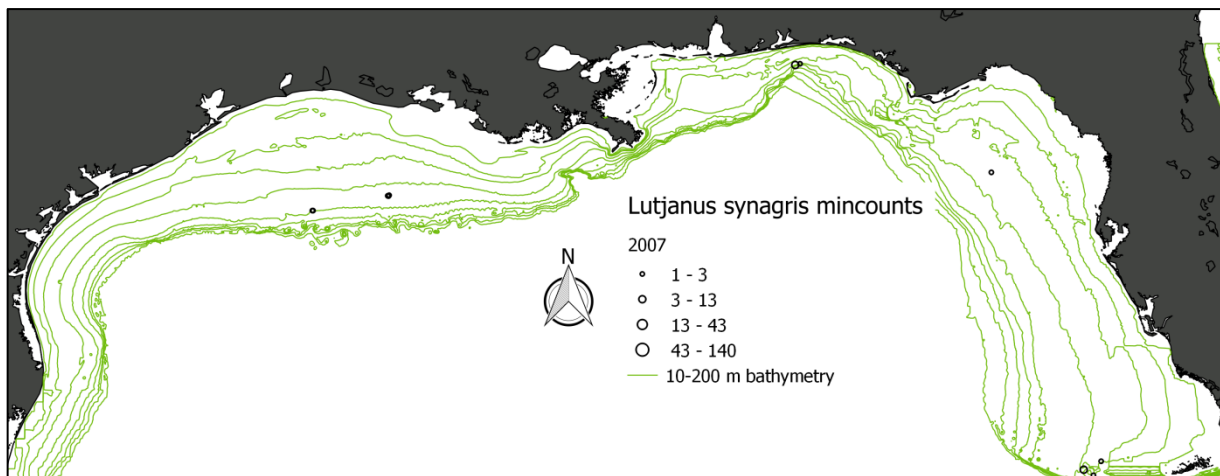 Lutjanus synagris mincounts
2007
1 - 3
3 - 13
13 - 43
43 - 140
10-200 m bathymetry
N